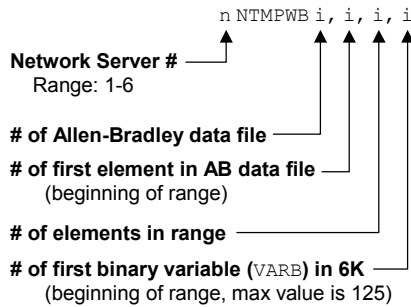 n NTMPWB i, i, i, i
Network Server #
Range: 1-6
# of Allen-Bradley data file
# of first element in AB data file
(beginning of range)
# of elements in range
# of first binary variable (VARB) in 6K
(beginning of range, max value is 125)